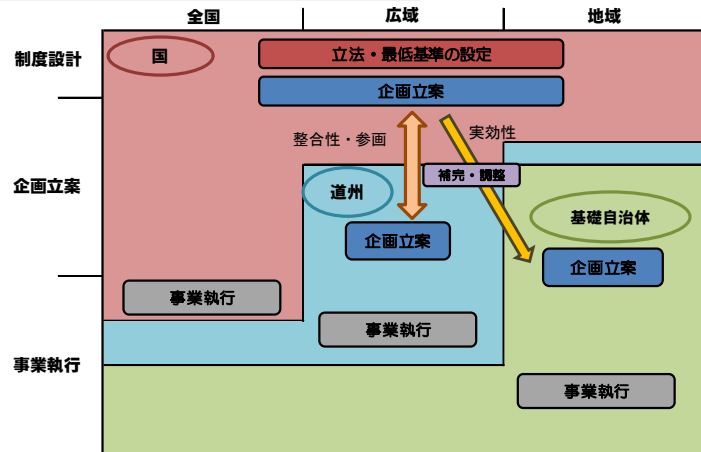 全国
広域
地域
制度設計
国
立法・最低基準の設定
企画立案
整合性・参画
実効性
補完・調整
企画立案
道州
基礎自治体
企画立案
企画立案
事業執行
事業執行
事業執行
事業執行